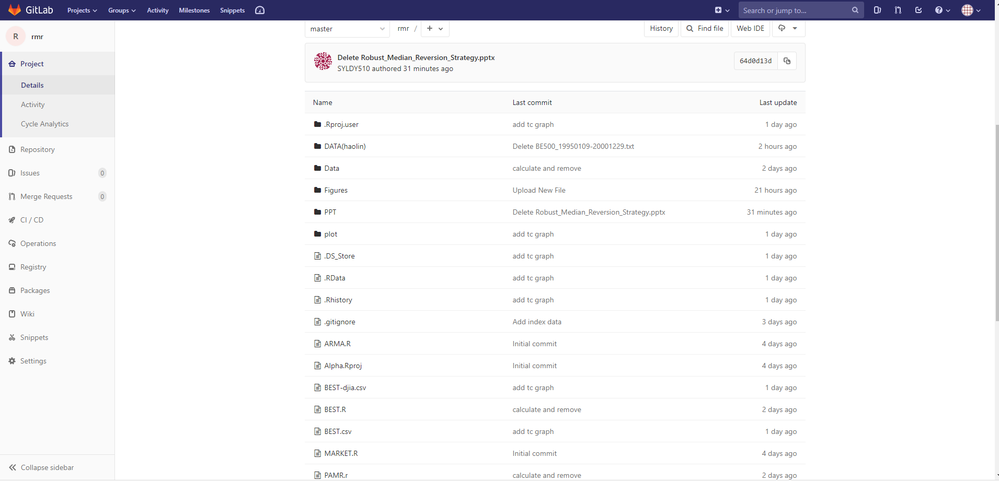 GitLab Projects Groups Activity Milestones Snippets Search or jump to...
R rmr
Project
Details
Activity
Cycle Analytics
Repository
Issues 0
Merge Requests 0
CI / CD
Operations
Registry
Packages
Wiki
Snippets
Settings
Collapse sidebar
master rmr / + History Find file Web IDE
Delete Robust_Median_Reversion_Strategy.pptx
SYLDY510 authored 31 minutes ago
64d0d13d
Name Last commit Last update
.Rproj.user add tc graph 1 day ago
DATA(haolin) Delete BE500_19950109-20001229.txt 2 hours ago
Data calculate and remove 2 days ago
Figures Upload New File 21 hours ago
PPT Delete Robust_Median_Reversion_Strategy.pptx 31 minutes ago
plot add tc graph 1 day ago
.DS_Store add tc graph 1 day ago
.RData add tc graph 1 day ago
.Rhistory add tc graph 1 day ago
.gitignore Add index data 3 days ago
ARMA.R Initial commit 4 days ago
Alpha.Rproj Initial commit 4 days ago
BEST-djia.csv add tc graph 1 day ago
BEST.R calculate and remove 2 days ago
BEST.csv add tc graph 1 day ago
MARKET.R Initial commit 4 days ago
PAMR.r calculate and remove 2 days ago